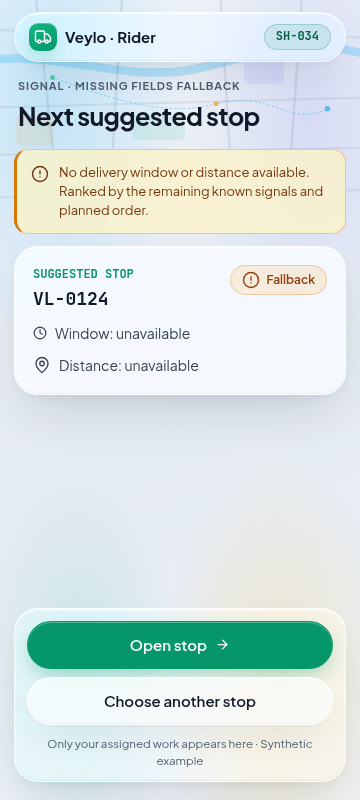 Veylo · Rider
SH-034
SIGNAL · MISSING FIELDS FALLBACK
Next suggested stop
No delivery window or distance available.
Ranked by the remaining known signals and
planned order.
SUGGESTED STOP
Fallback
VL-0124
Window: unavailable
Distance: unavailable
Open stop
Choose another stop
Only your assigned work appears here · Synthetic
example